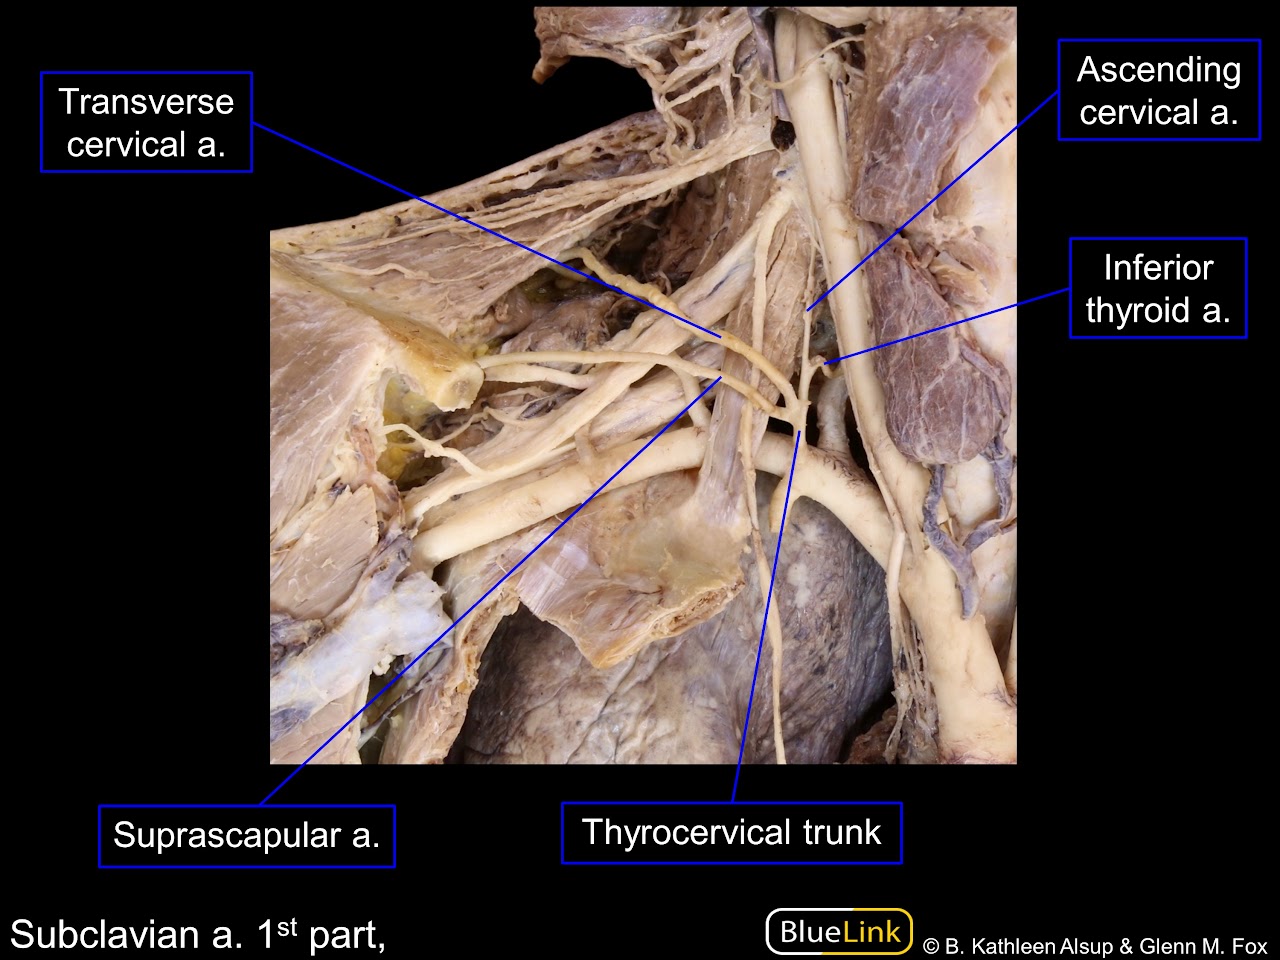 Transverse
cervical a.
Ascending
cervical a.
Inferior
thyroid a.
Suprascapular a.
Thyrocervical trunk
Subclavian a. 1st part,
BlueLink
© B. Kathleen Alsup & Glenn M. Fox